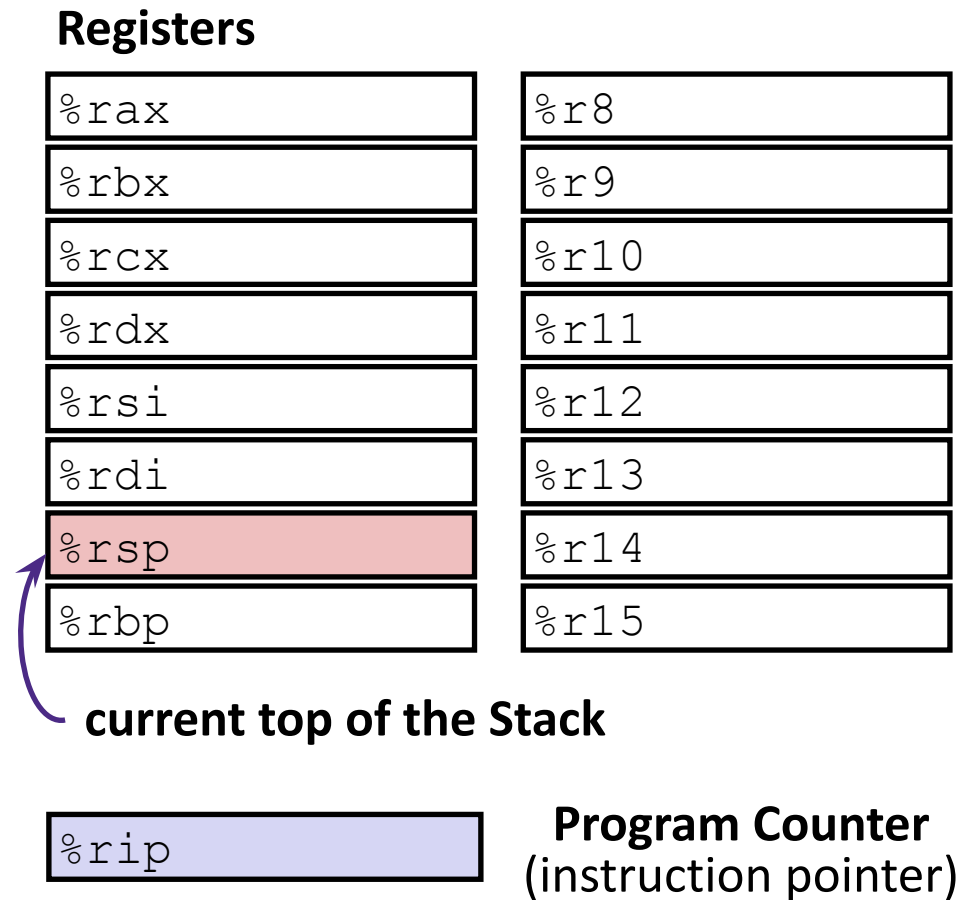 Registers
%rax
%rbx
%rcx
%rdx
%rsi
%rdi
%rsp
%rbp
%r8
%r9
%r10
%r11
%r12
%r13
%r14
%r15
current top of the Stack
%rip
Program Counter
(instruction pointer)